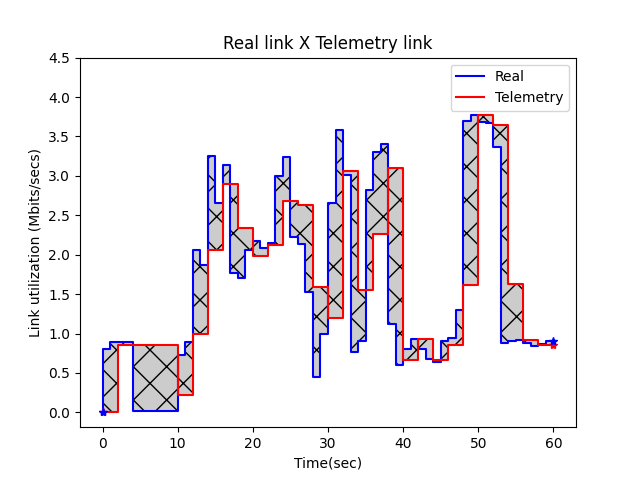 Real link X Telemetry link
Real
Telemetry
Link utilization (Mbits/secs)
4.5
4.0
3.5
3.0
2.5
2.0
1.5
1.0
0.5
0.0
0 10 20 30 40 50 60
Time(sec)